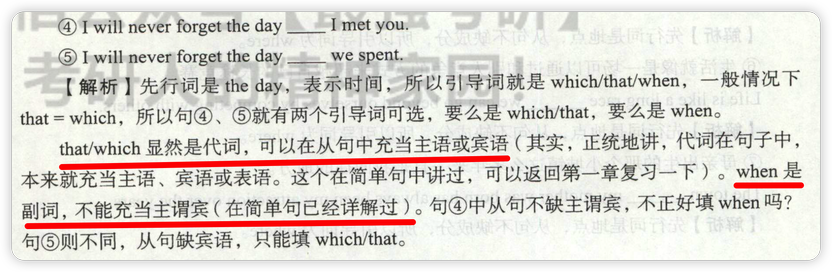 ④ I will never forget the day ____ I met you.
⑤ I will never forget the day ____ we spent.
【解析】先行词是 the day，表示时间，所以引导词就是 which/that/when，一般情况下
that = which，所以句④、⑤就有两个引导词可选，要么是 which/that，要么是 when。
that/which 显然是代词，可以在从句中充当主语或宾语（其实，正统地讲，代词在句子中，
本来就充当主语、宾语或表语。这个在简单句中讲过，可以返回第一章复习一下）。when 是
副词，不能充当主谓宾（在简单句已经详解过）。句④中从句不缺主谓宾，不正好填 when 吗？
句⑤则不同，从句缺宾语，只能填 which/that。